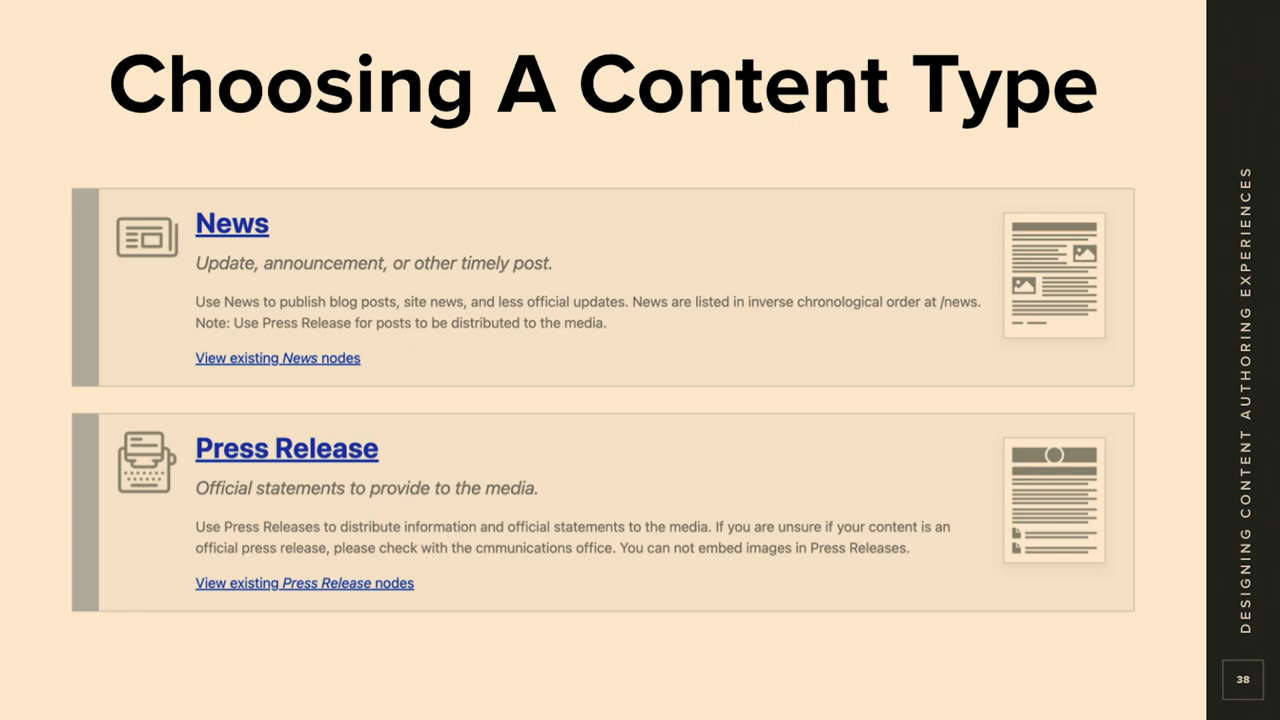 Choosing A Content Type
News
Update, announcement, or other timely post.
Use News to publish blog posts, site news, and less official updates. News are listed in inverse chronological order at /news.
Note: Use Press Release for posts to be distributed to the media.
View existing News nodes
Press Release
Official statements to provide to the media.
Use Press Releases to distribute information and official statements to the media. If you are unsure if your content is an
official press release, please check with the cmmunications office. You can not embed images in Press Releases.
View existing Press Release nodes
DESIGNING CONTENT AUTHORING EXPERIENCES
38